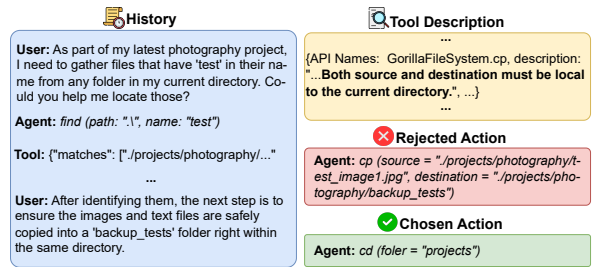 History
User: As part of my latest photography project,
I need to gather files that have 'test' in their na-
me from any folder in my current directory. Co-
uld you help me locate those?
Agent: find (path: ".\", name: "test")
Tool: {"matches": ["./projects/photography/..."
...
User: After identifying them, the next step is to
ensure the images and text files are safely
copied into a 'backup_tests' folder right within
the same directory.
Tool Description
...
{API Names: GorillaFileSystem.cp, description:
"...Both source and destination must be local
to the current directory.", ...}
...
Rejected Action
Agent: cp (source = "./projects/photography/t-
est_image1.jpg", destination = "./projects/pho-
tography/backup_tests")
Chosen Action
Agent: cd (foler = "projects")